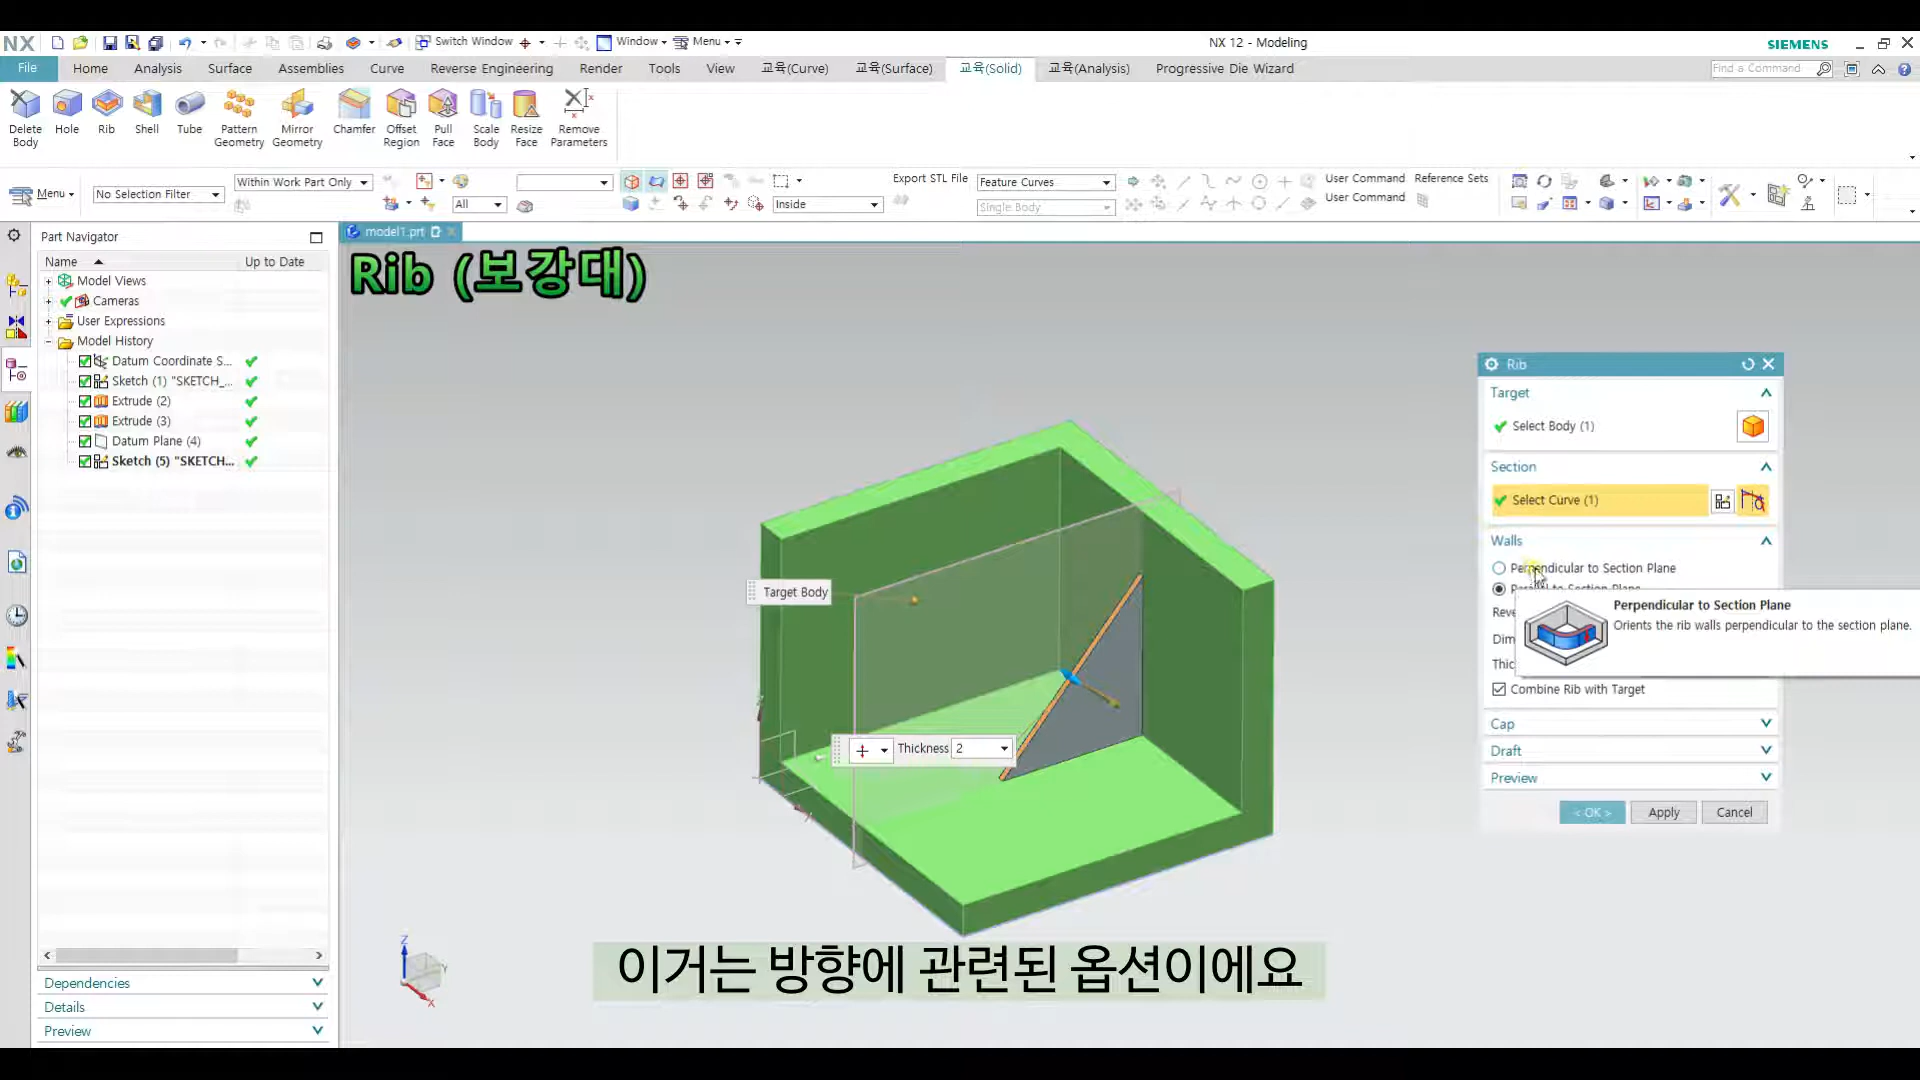 NX
Switch Window
Window
Menu
NX 12 - Modeling
SIEMENS
File
Home
Analysis
Surface
Assemblies
Curve
Reverse Engineering
Render
Tools
View
교육(Curve)
교육(Surface)
교육(Solid)
교육(Analysis)
Progressive Die Wizard
Find a Command
Delete Body
Hole
Rib
Shell
Tube
Pattern Geometry
Mirror Geometry
Chamfer
Offset Region
Pull Face
Scale Body
Resize Face
Remove Parameters
Menu
No Selection Filter
Within Work Part Only
All
Inside
Export STL File
Feature Curves
Single Body
User Command
Reference Sets
User Command
Part Navigator
Name
Up to Date
Model Views
Cameras
User Expressions
Model History
Datum Coordinate S...
Sketch (1) "SKETCH_...
Extrude (2)
Extrude (3)
Datum Plane (4)
Sketch (5) "SKETCH...
Dependencies
Details
Preview
model1.prt
Rib (보강대)
Target Body
Thickness 2
Z
X
Rib
Target
Select Body (1)
Section
Select Curve (1)
Walls
Perpendicular to Section Plane
Parallel to Section Plane
Reve
Dim
Thic
Perpendicular to Section Plane
Orients the rib walls perpendicular to the section plane.
Combine Rib with Target
Cap
Draft
Preview
< OK >
Apply
Cancel
이거는 방향에 관련된 옵션이에요